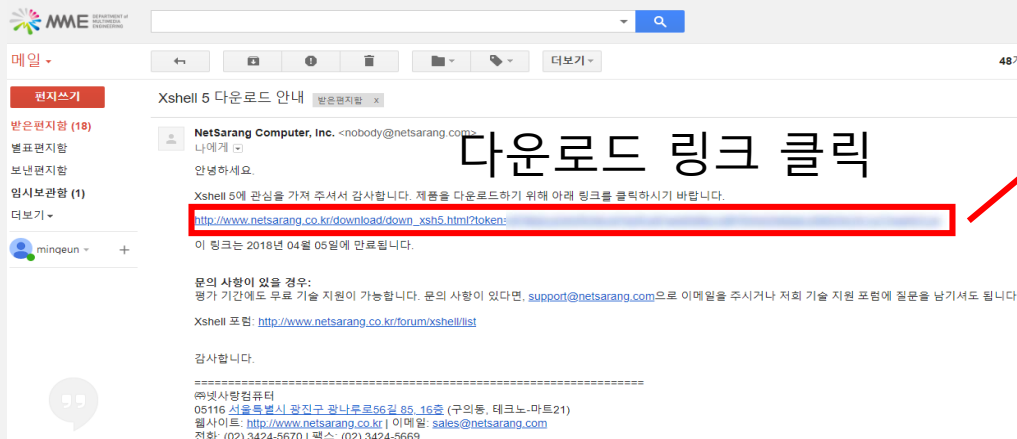 MME DEPARTMENT of
MULTIMEDIA
ENGINEERING
메일
더보기
48
편지쓰기
Xshell 5 다운로드 안내 받은편지함 x
받은편지함 (18)
별표편지함
보낸편지함
임시보관함 (1)
더보기
mingeun
+
NetSarang Computer, Inc. <nobody@netsarang.com>
나에게
다운로드 링크 클릭
안녕하세요.
Xshell 5에 관심을 가져 주셔서 감사합니다. 제품을 다운로드하기 위해 아래 링크를 클릭하시기 바랍니다.
http://www.netsarang.co.kr/download/down_xsh5.html?token=
이 링크는 2018년 04월 05일에 만료됩니다.
문의 사항이 있을 경우:
평가 기간에도 무료 기술 지원이 가능합니다. 문의 사항이 있다면, support@netsarang.com으로 이메일을 주시거나 저희 기술 지원 포럼에 질문을 남기셔도 됩니다
Xshell 포럼: http://www.netsarang.co.kr/forum/xshell/list
감사합니다.
=================================================================
㈜넷사랑컴퓨터
05116 서울특별시 광진구 광나루로56길 85, 16층 (구의동, 테크노-마트21)
웹사이트: http://www.netsarang.co.kr | 이메일: sales@netsarang.com
전화: (02) 3424-5670 | 팩스: (02) 3424-5669